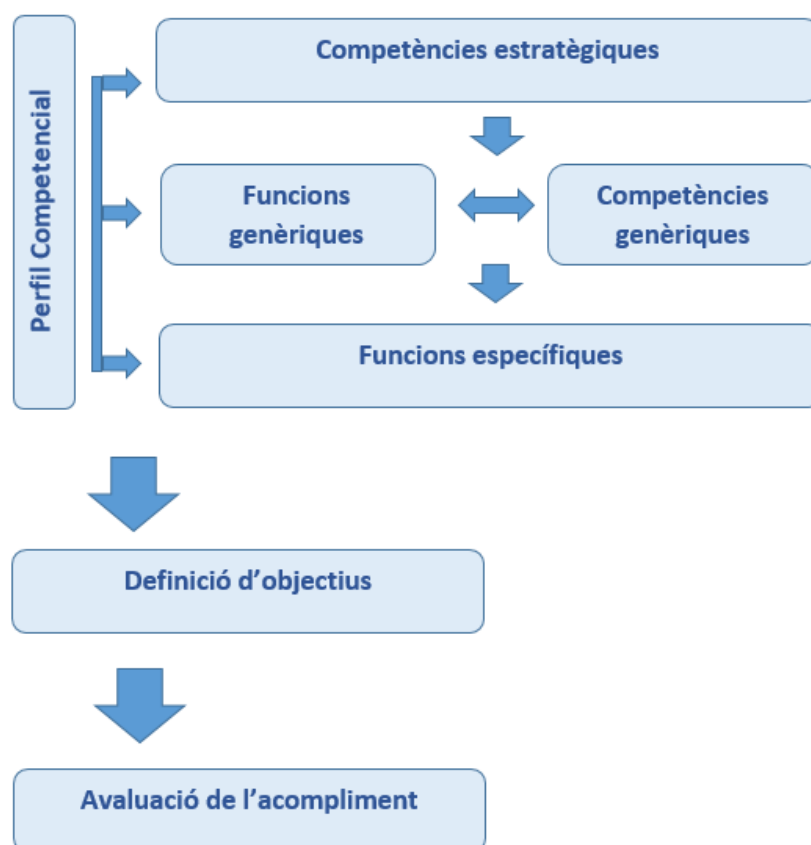 Perfil Competencial
Competències estratègiques
Funcions
genèriques
Competències
genèriques
Funcions específiques
Definició d’objectius
Avaluació de l’acompliment